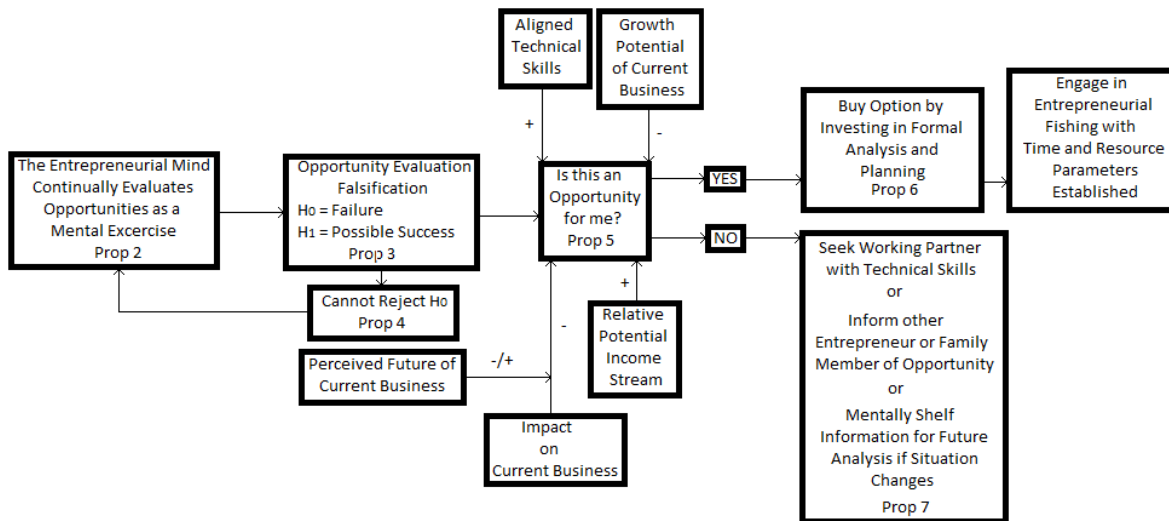 Aligned
Technical
Skills
Growth
Potential
of Current
Business
+
-
The Entrepreneurial Mind
Continually Evaluates
Opportunities as a
Mental Excercise
Prop 2
Opportunity Evaluation
Falsification
H0 = Failure
H1 = Possible Success
Prop 3
Is this an
Opportunity
for me?
Prop 5
YES
NO
Buy Option by
Investing in Formal
Analysis and
Planning
Prop 6
Engage in
Entrepreneurial
Fishing with
Time and Resource
Parameters
Established
Cannot Reject H0
Prop 4
Perceived Future of
Current Business
-/+
-
+
Impact
on
Current Business
Relative
Potential
Income
Stream
Seek Working Partner
with Technical Skills
or
Inform other
Entrepreneur or Family
Member of Opportunity
or
Mentally Shelf
Information for Future
Analysis if Situation
Changes
Prop 7